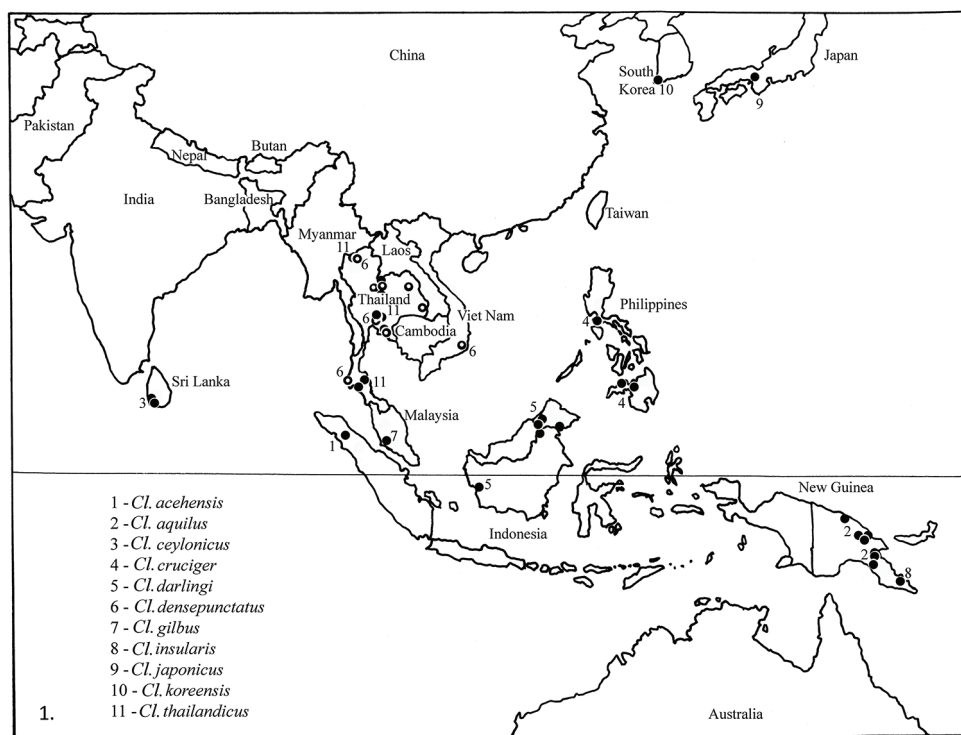 China
Japan
South
Korea 10
9
Pakistan
Nepal
Butan
India
Bangladesh
Taiwan
Myanmar
11
6
Laos
Thailand
11
6
Cambodia
Viet Nam
6
Philippines
4
4
6
11
Sri Lanka
3
Malaysia
7
1
5
5
Indonesia
New Guinea
2
2
8
Australia
1 - Cl. acehensis
2 - Cl. aquilus
3 - Cl. ceylonicus
4 - Cl. cruciger
5 - Cl. darlingi
6 - Cl. densepunctatus
7 - Cl. gilbus
8 - Cl. insularis
9 - Cl. japonicus
10 - Cl. koreensis
11 - Cl. thailandicus
1.